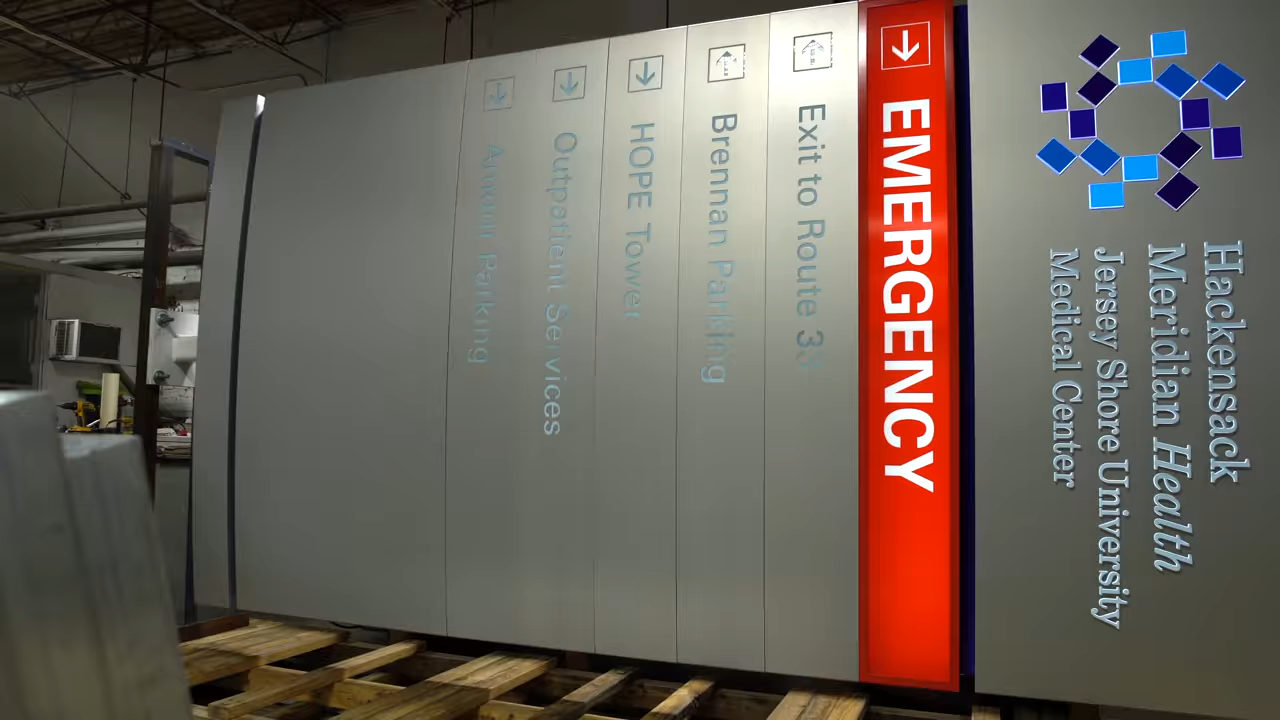 Hackensack
Meridian Health
Jersey Shore University
Medical Center
EMERGENCY
Exit to Route 33
Brennan Parking
HOPE Tower
Outpatient Services
Parking